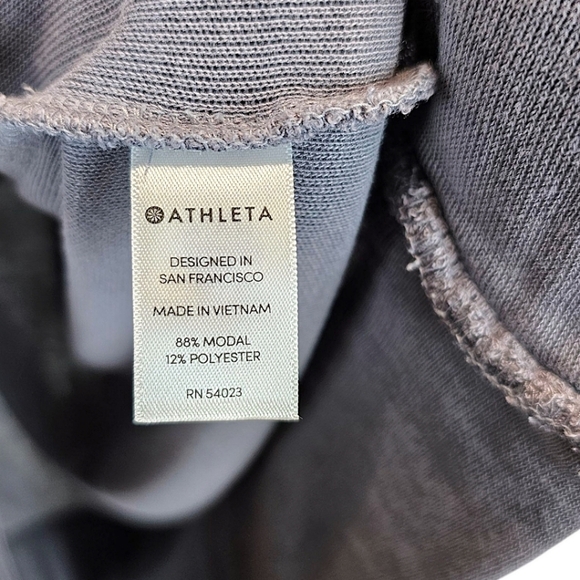 ATHLETA
DESIGNED IN
SAN FRANCISCO
MADE IN VIETNAM
88% MODAL
12% POLYESTER
RN 54023